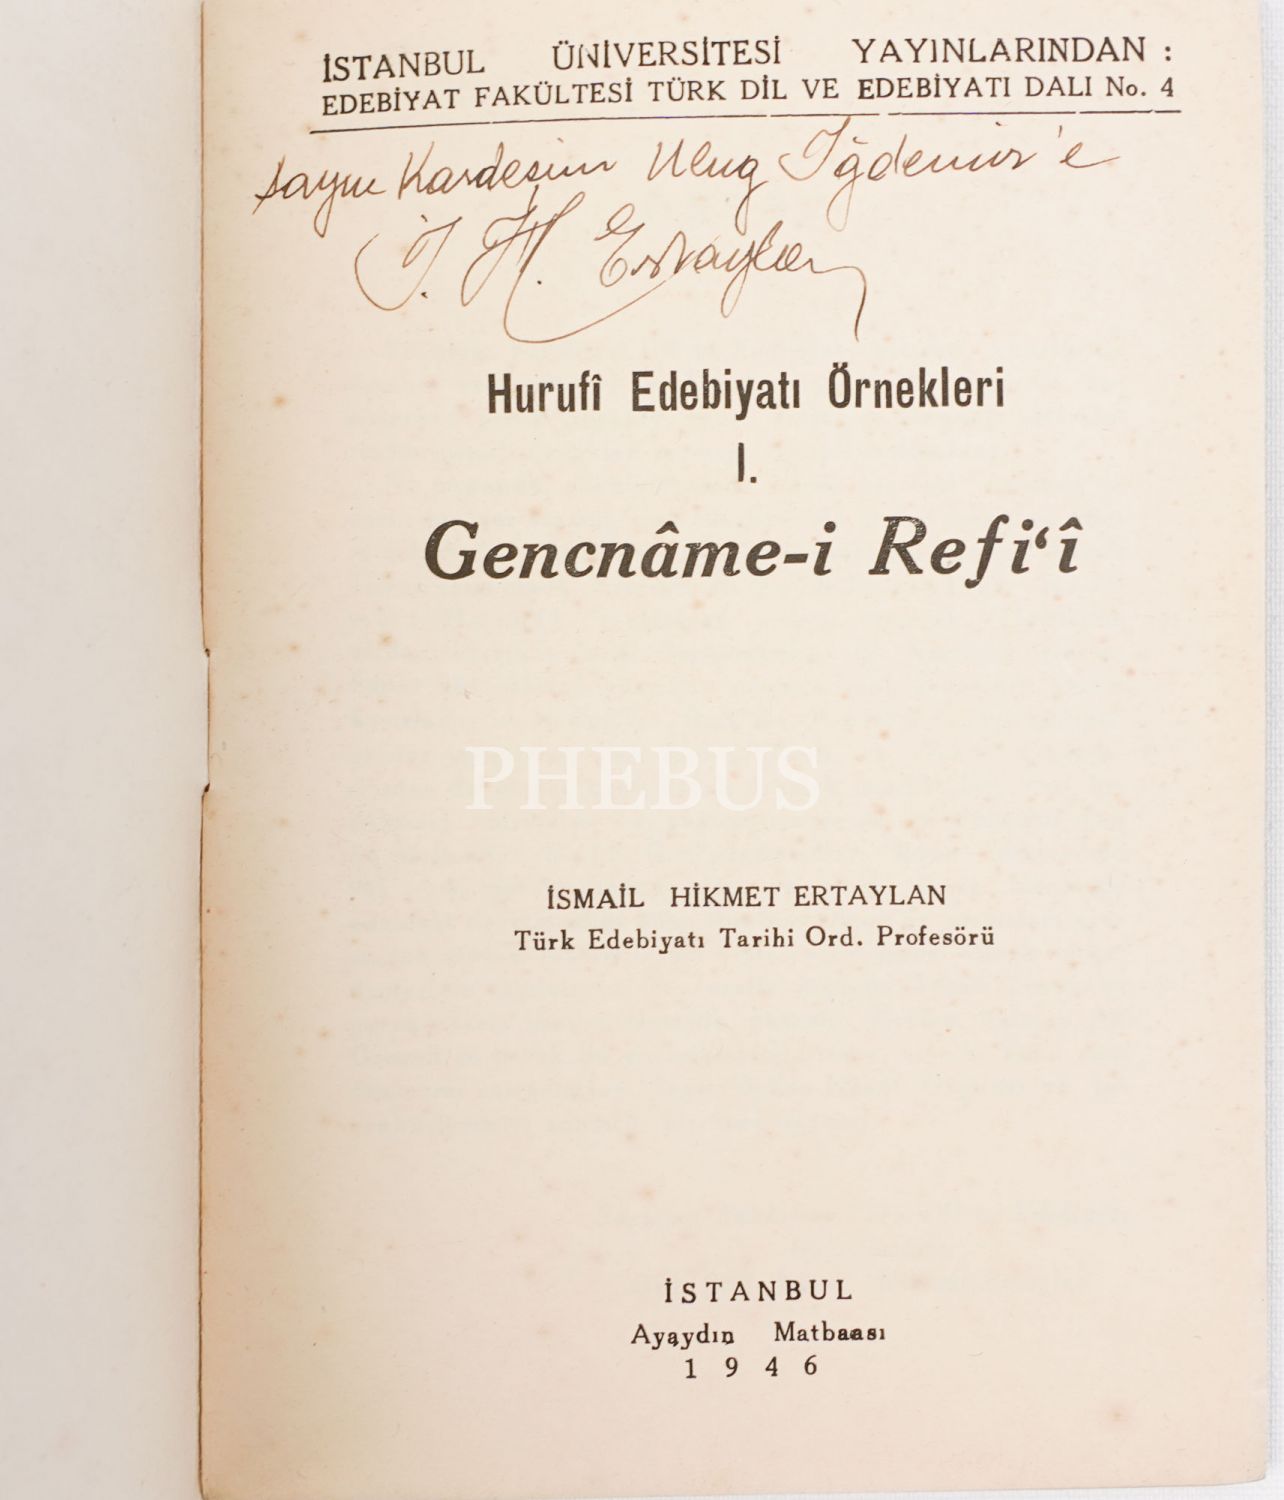 İSTANBUL ÜNİVERSİTESİ YAYINLARINDAN :
EDEBİYAT FAKÜLTESİ TÜRK DİL VE EDEBİYATI DALI No. 4
Sayın Kardeşim Uluğ İğdemir'e
İ. H. Ertaylan
Hurufî Edebiyatı Örnekleri
I.
Gencnâme-i Refi‘î
PHEBUS
İSMAİL HİKMET ERTAYLAN
Türk Edebiyatı Tarihi Ord. Profesörü
İSTANBUL
Ayaydın Matbaası
1946